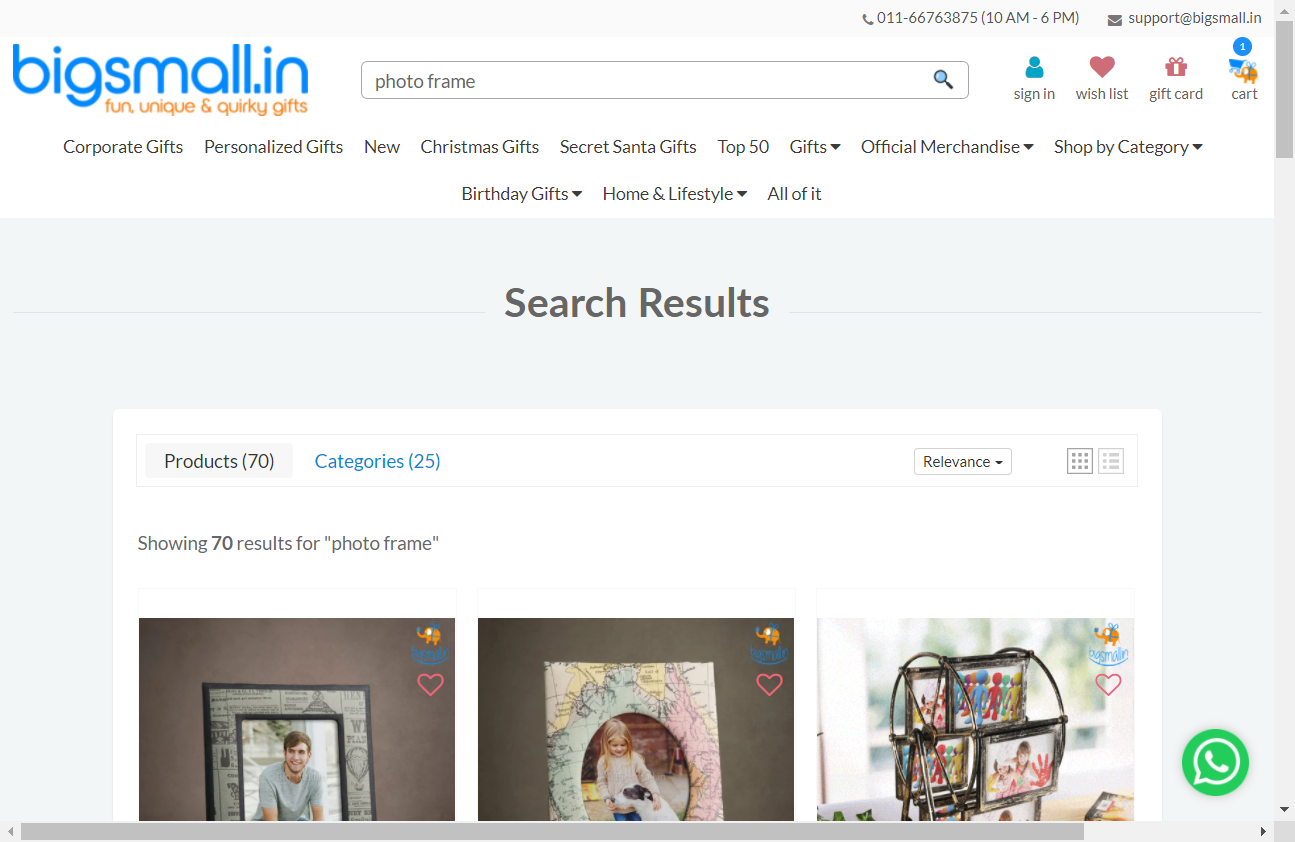 011-66763875 (10 AM - 6 PM) support@bigsmall.in
bigsmall.in
fun, unique & quirky gifts
photo frame
1
sign in wish list gift card cart
Corporate Gifts Personalized Gifts New Christmas Gifts Secret Santa Gifts Top 50 Gifts Official Merchandise Shop by Category
Birthday Gifts Home & Lifestyle All of it
Search Results
Products (70) Categories (25) Relevance
Showing 70 results for "photo frame"
bigsmall.in bigsmall.in bigsmall.in